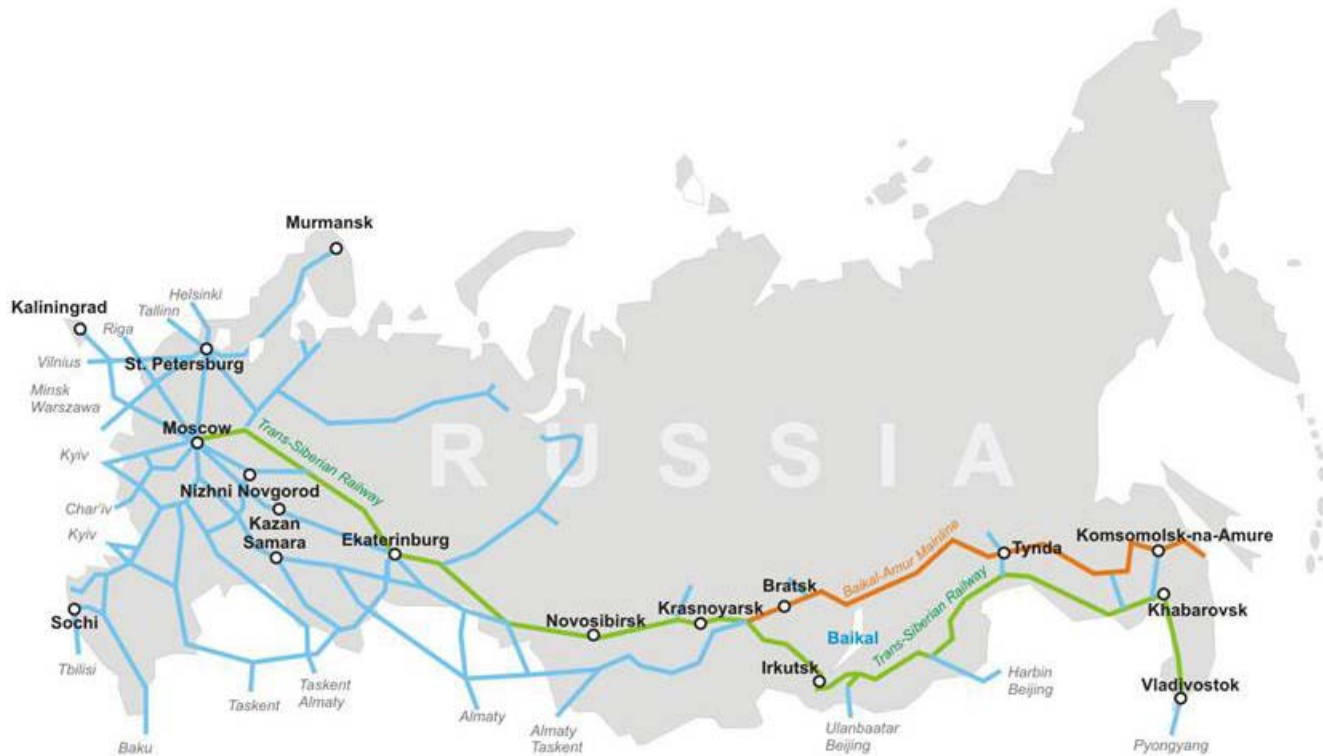 Murmansk
Helsinki
Kaliningrad
Tallinn
Riga
Vilnius
St. Petersburg
Minsk
Warszawa
RUSSIA
Moscow
Trans-Siberian Railway
Kyiv
Nizhni Novgorod
Char'iv
Kazan
Kyiv
Samara
Ekaterinburg
Baikal-Amur Mainline
Tynda
Komsomolsk-na-Amure
Bratsk
Trans-Siberian Railway
Sochi
Novosibirsk
Krasnoyarsk
Khabarovsk
Baikal
Tbilisi
Irkutsk
Harbin
Beijing
Taskent
Almaty
Taskent
Vladivostok
Almaty
Almaty
Taskent
Ulanbaatar
Beijing
Baku
Pyongyang